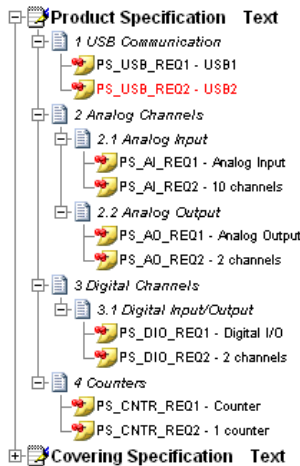 Product Specification Text
1 USB Communication
PS_USB_REQ1 - USB1
PS_USB_REQ2 - USB2
2 Analog Channels
2.1 Analog Input
PS_AI_REQ1 - Analog Input
PS_AI_REQ2 - 10 channels
2.2 Analog Output
PS_AO_REQ1 - Analog Output
PS_AO_REQ2 - 2 channels
3 Digital Channels
3.1 Digital Input/Output
PS_DIO_REQ1 - Digital I/O
PS_DIO_REQ2 - 2 channels
4 Counters
PS_CNTR_REQ1 - Counter
PS_CNTR_REQ2 - 1 counter
Covering Specification Text